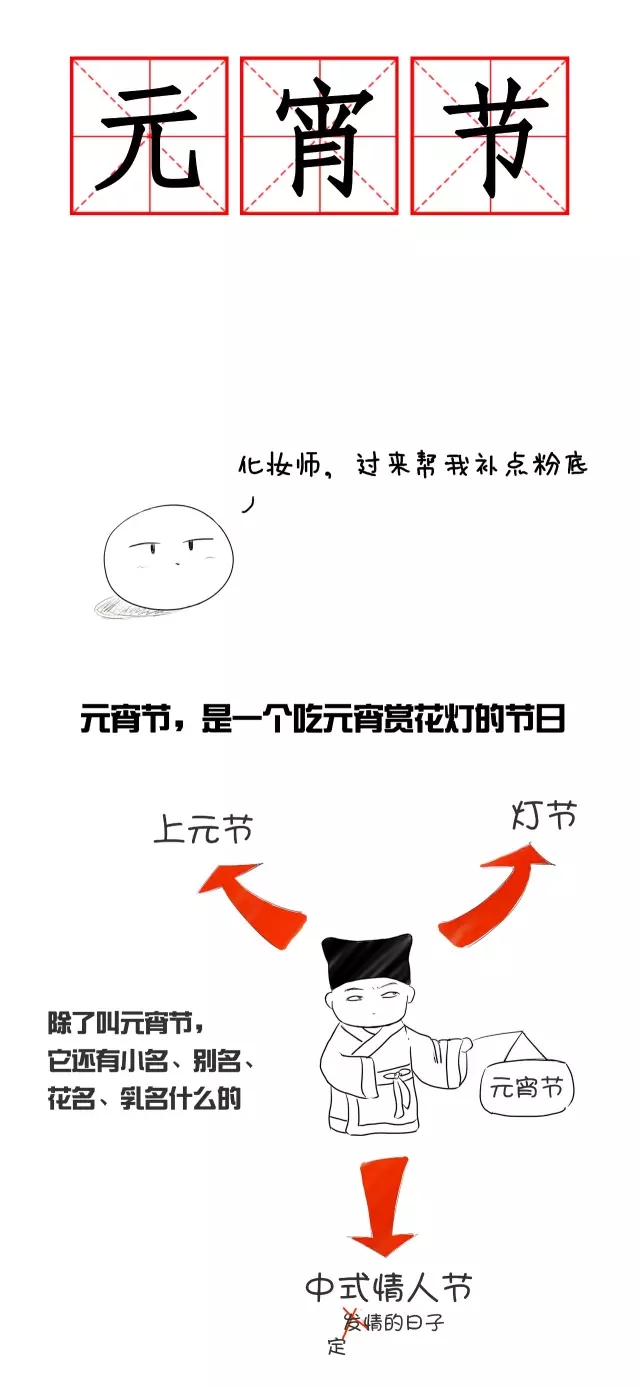 元宵节
化妆师，过来帮我补点粉底
元宵节，是一个吃元宵赏花灯的节日
上元节
灯节
除了叫元宵节，
它还有小名、别名、
花名、乳名什么的
元宵节
中式情人节
发情的日子
定